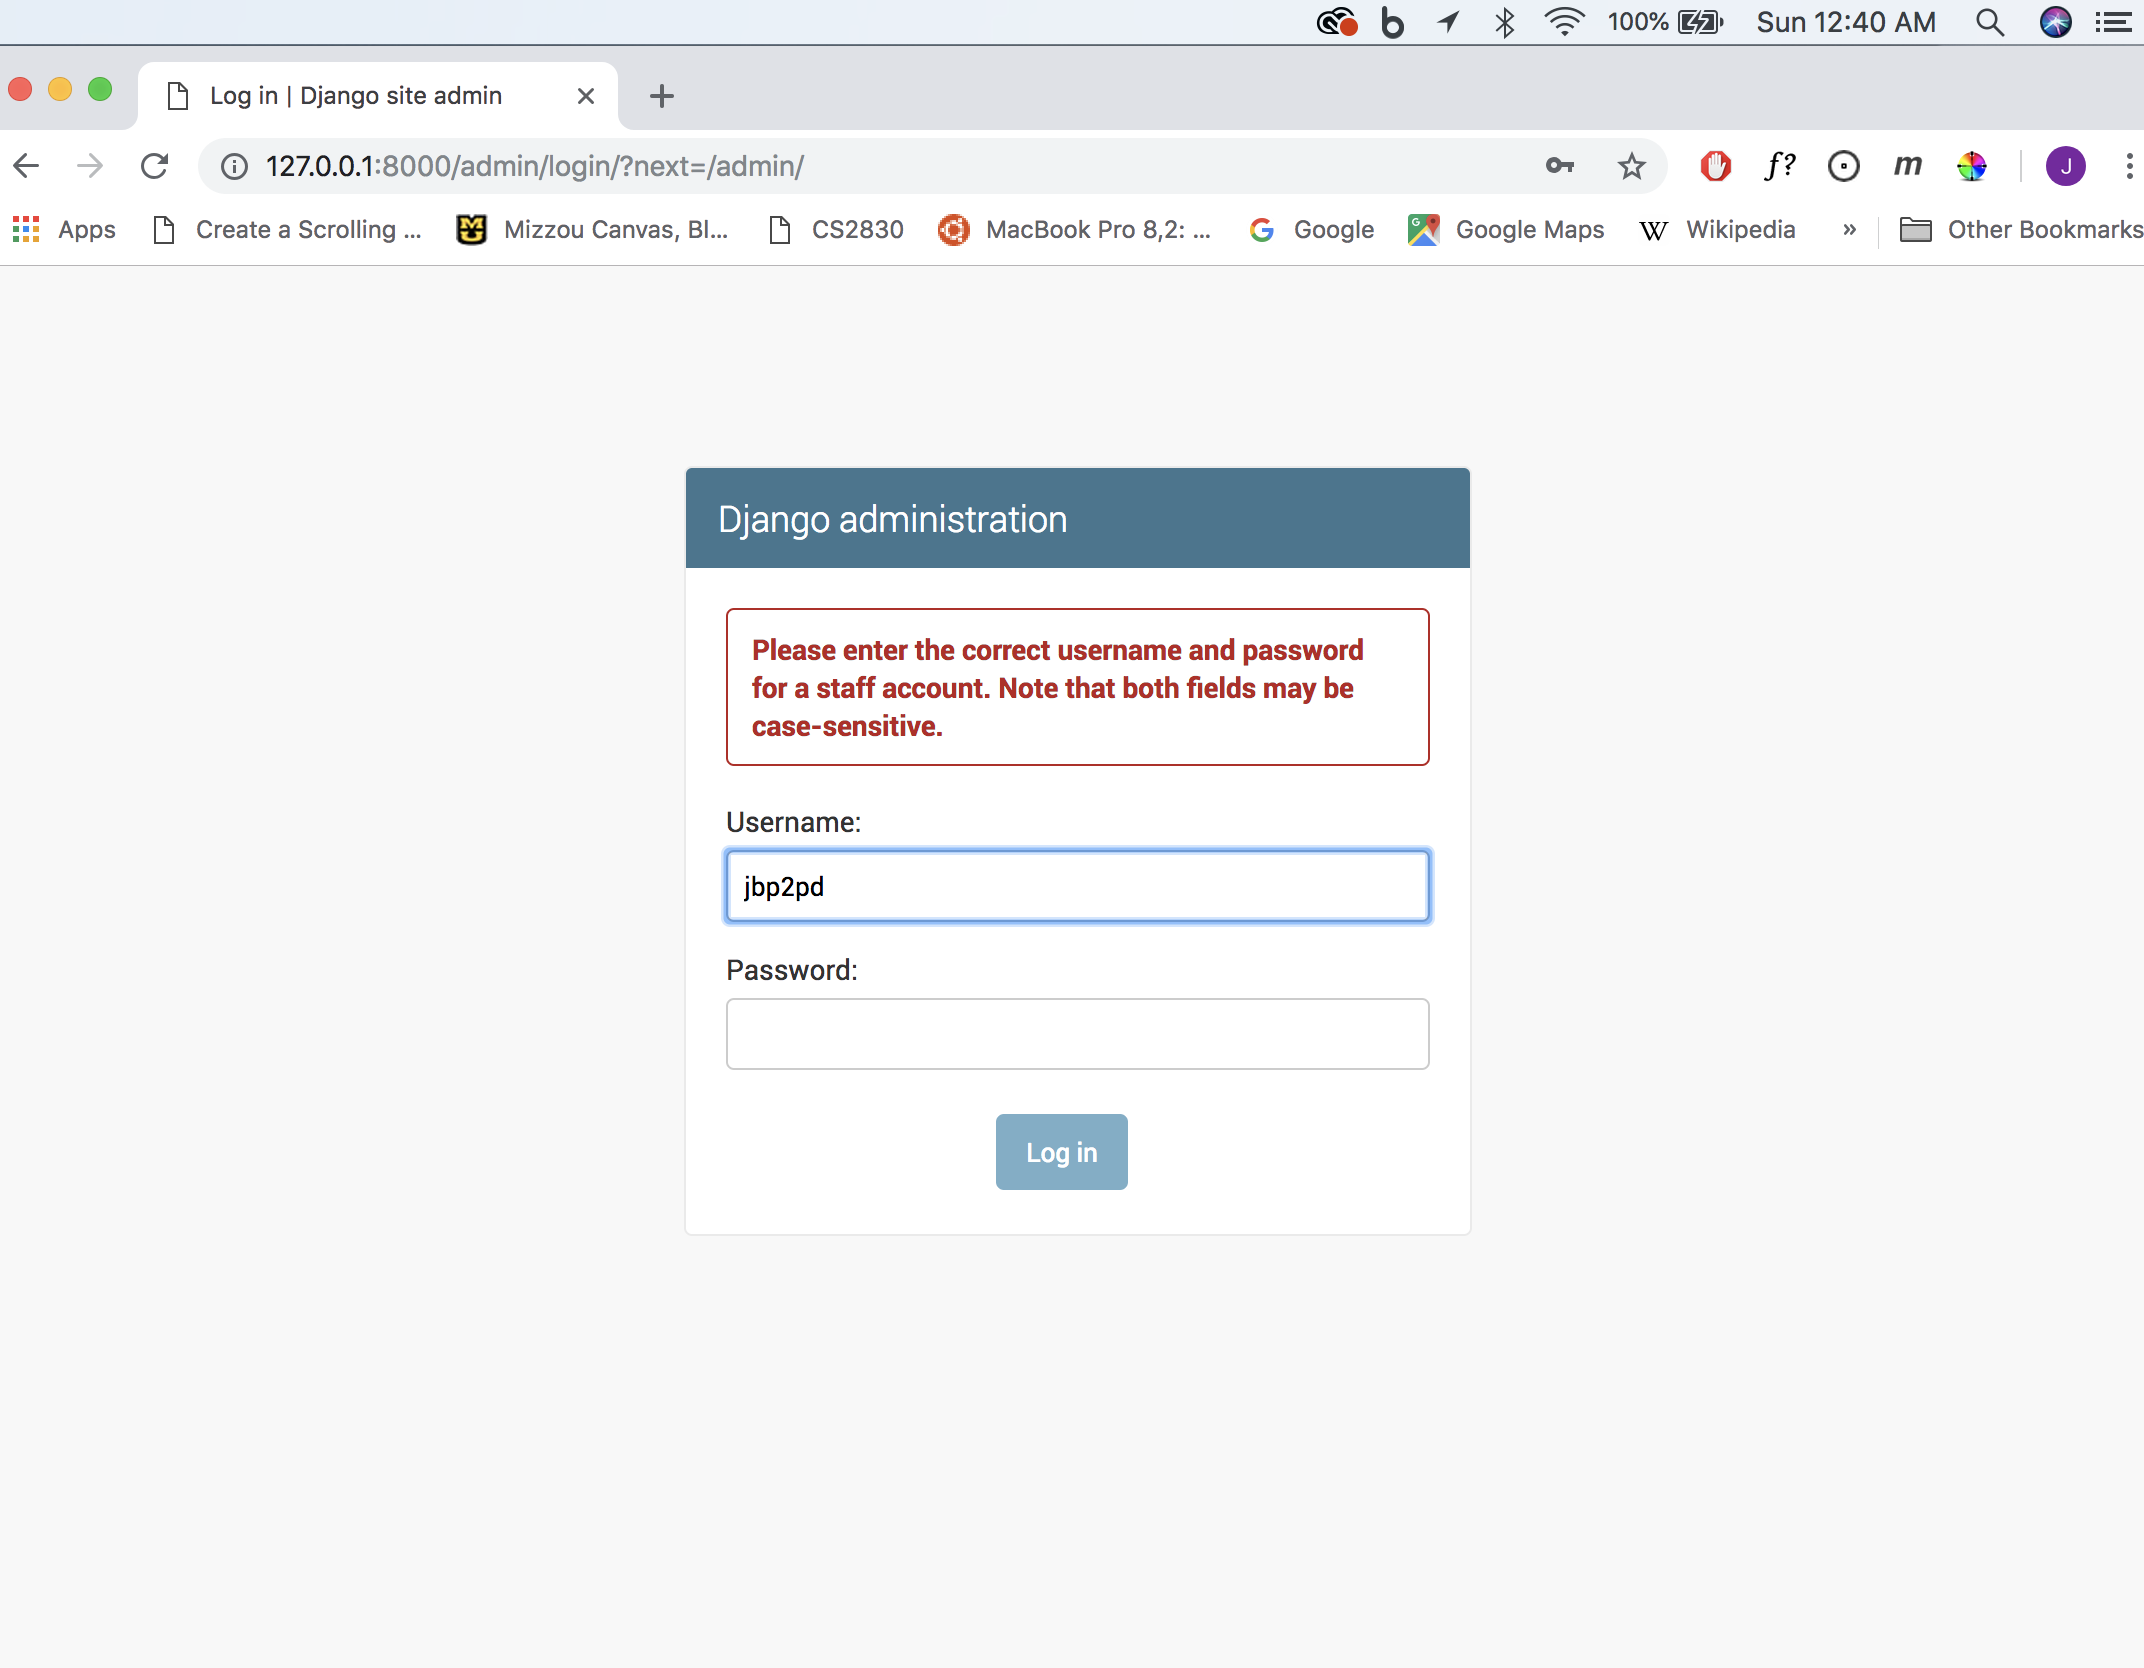 100% Sun 12:40 AM
Log in | Django site admin
127.0.0.1:8000/admin/login/?next=/admin/
f? m J
Apps Create a Scrolling ... Mizzou Canvas, Bl... CS2830 MacBook Pro 8,2: ... Google Google Maps Wikipedia » Other Bookmarks
Django administration
Please enter the correct username and password
for a staff account. Note that both fields may be
case-sensitive.
Username:
jbp2pd
Password:
Log in